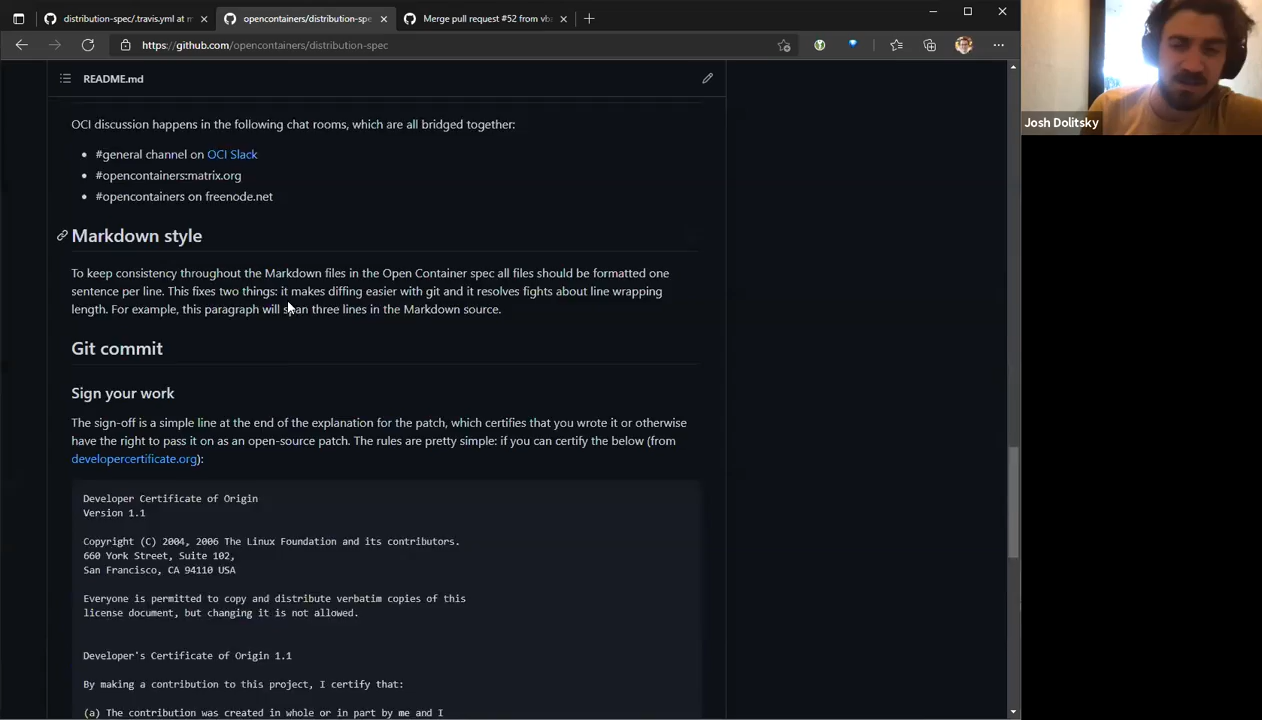 distribution-spec/.travis.yml at m
opencontainers/distribution-spe
Merge pull request #52 from vba
https://github.com/opencontainers/distribution-spec
README.md
OCI discussion happens in the following chat rooms, which are all bridged together:
#general channel on OCI Slack
#opencontainers:matrix.org
#opencontainers on freenode.net
Markdown style
To keep consistency throughout the Markdown files in the Open Container spec all files should be formatted one
sentence per line. This fixes two things: it makes diffing easier with git and it resolves fights about line wrapping
length. For example, this paragraph will span three lines in the Markdown source.
Git commit
Sign your work
The sign-off is a simple line at the end of the explanation for the patch, which certifies that you wrote it or otherwise
have the right to pass it on as an open-source patch. The rules are pretty simple: if you can certify the below (from
developercertificate.org):
Developer Certificate of Origin
Version 1.1
Copyright (C) 2004, 2006 The Linux Foundation and its contributors.
660 York Street, Suite 102,
San Francisco, CA 94110 USA
Everyone is permitted to copy and distribute verbatim copies of this
license document, but changing it is not allowed.
Developer's Certificate of Origin 1.1
By making a contribution to this project, I certify that:
(a) The contribution was created in whole or in part by me and I
Josh Dolitsky